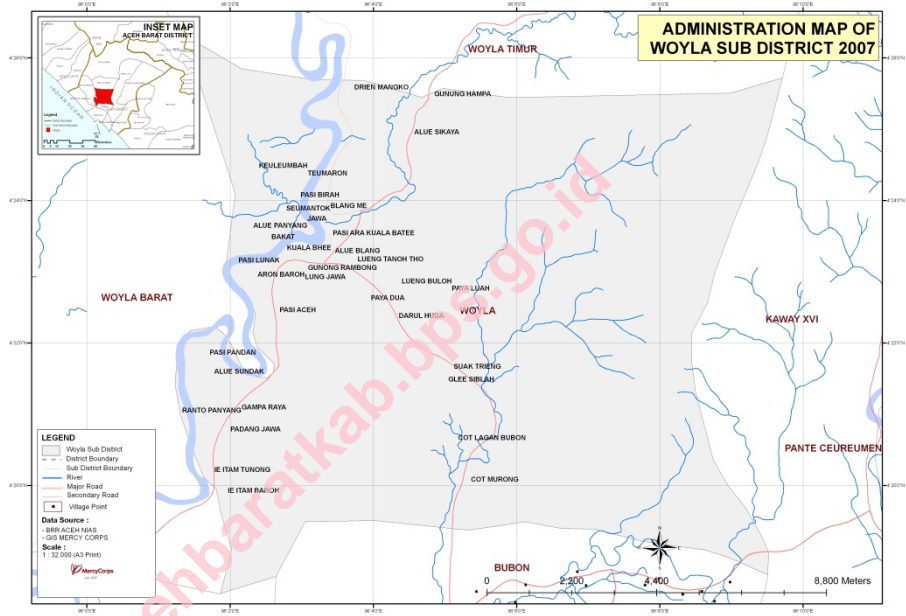 INSET MAP
ACEH BARAT DISTRICT
INDIAN OCEAN
Legend
ADMINISTRATION MAP OF
WOYLA SUB DISTRICT 2007
WOYLA TIMUR
DRIEN MANGKO
GUNUNG HAMPA
ALUE SIKAYA
KEULEUMBAH
TEUMARON
PASI BIRAH
SEUMANTOK
BLANG ME
JAWA
ALUE PANYANG
BAKAT
PASI ARA KUALA BATEE
KUALA BHEE
ALUE BLANG
PASI LUNAK
LUENG TANOH THO
GUNONG RAMBONG
ARON BAROH
LUNG JAWA
LUENG BULOH
PAYA LUAH
WOYLA BARAT
PAYA DUA
PASI ACEH
DARUL HUDA
WOYLA
KAWAY XVI
PASI PANDAN
ALUE SUNDAK
SUAK TRIENG
GLEE SIBLAH
RANTO PANYANG
GAMPA RAYA
PADANG JAWA
COT LAGAN BUBON
PANTE CEUREUMEN
IE ITAM TUNONG
COT MURONG
IE ITAM BAROH
BUBON
LEGEND
Woyla Sub District
District Boundary
Sub District Boundary
River
Major Road
Secondary Road
Village Point
Data Source :
- BRR ACEH NIAS
- GIS MERCY CORPS
Scale :
1 : 32.000 (A3 Print)
MercyCorps
0 2,200 4,400 8,800 Meters
ehbaratkab.bps.go.id